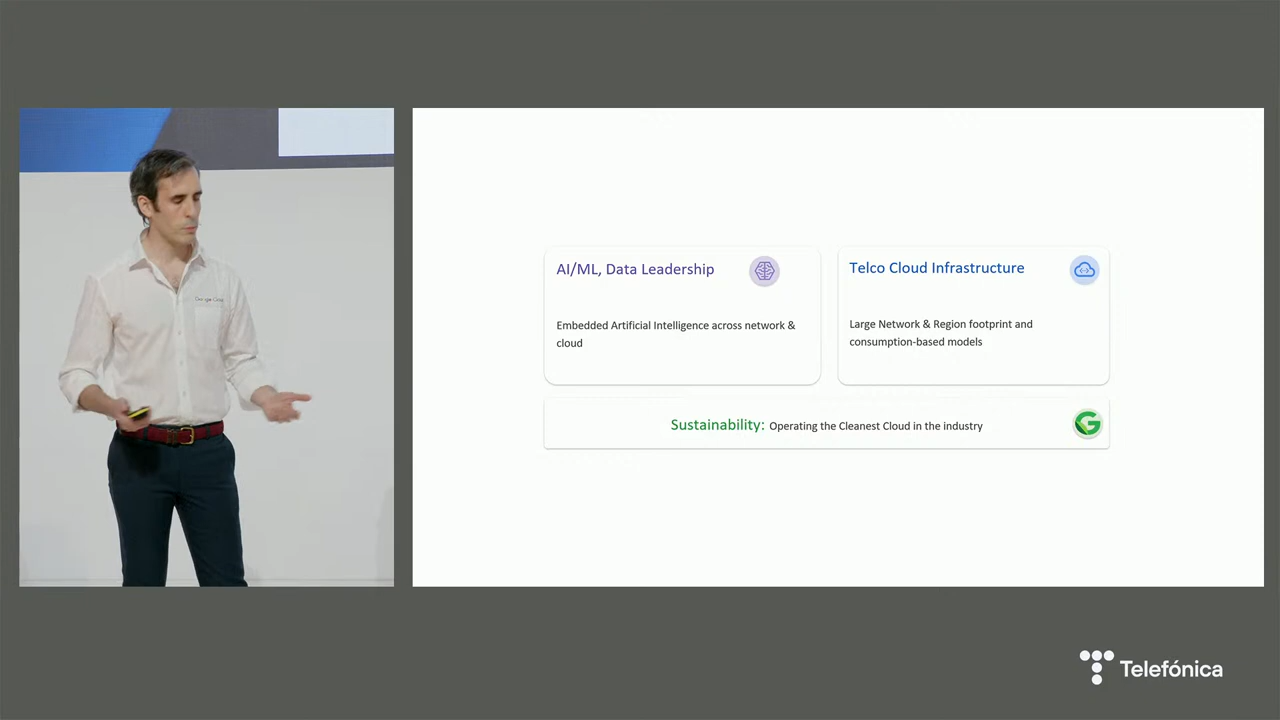 AI/ML, Data Leadership
Embedded Artificial Intelligence across network &
cloud
Telco Cloud Infrastructure
Large Network & Region footprint and
consumption-based models
Sustainability: Operating the Cleanest Cloud in the industry
Telefónica